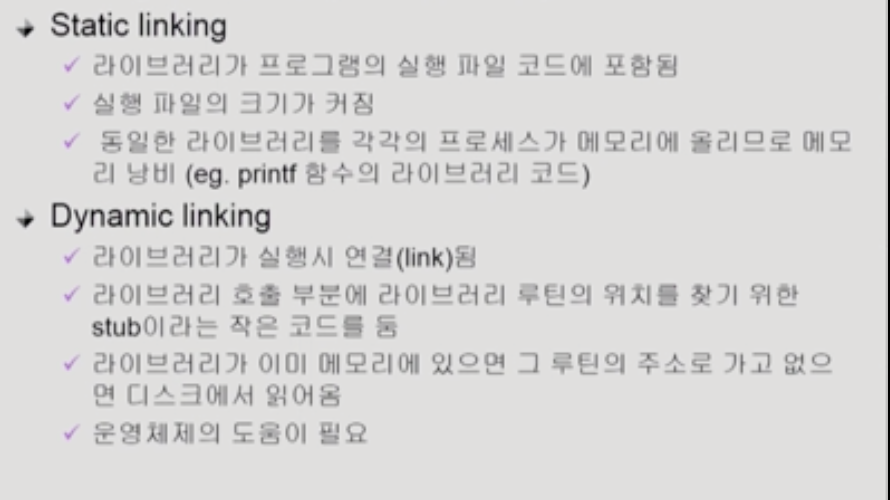 Static linking
라이브러리가 프로그램의 실행 파일 코드에 포함됨
실행 파일의 크기가 커짐
동일한 라이브러리를 각각의 프로세스가 메모리에 올리므로 메모
리 낭비 (eg. printf 함수의 라이브러리 코드)
Dynamic linking
라이브러리가 실행시 연결(link)됨
라이브러리 호출 부분에 라이브러리 루틴의 위치를 찾기 위한
stub이라는 작은 코드를 둠
라이브러리가 이미 메모리에 있으면 그 루틴의 주소로 가고 없으
면 디스크에서 읽어옴
운영체제의 도움이 필요